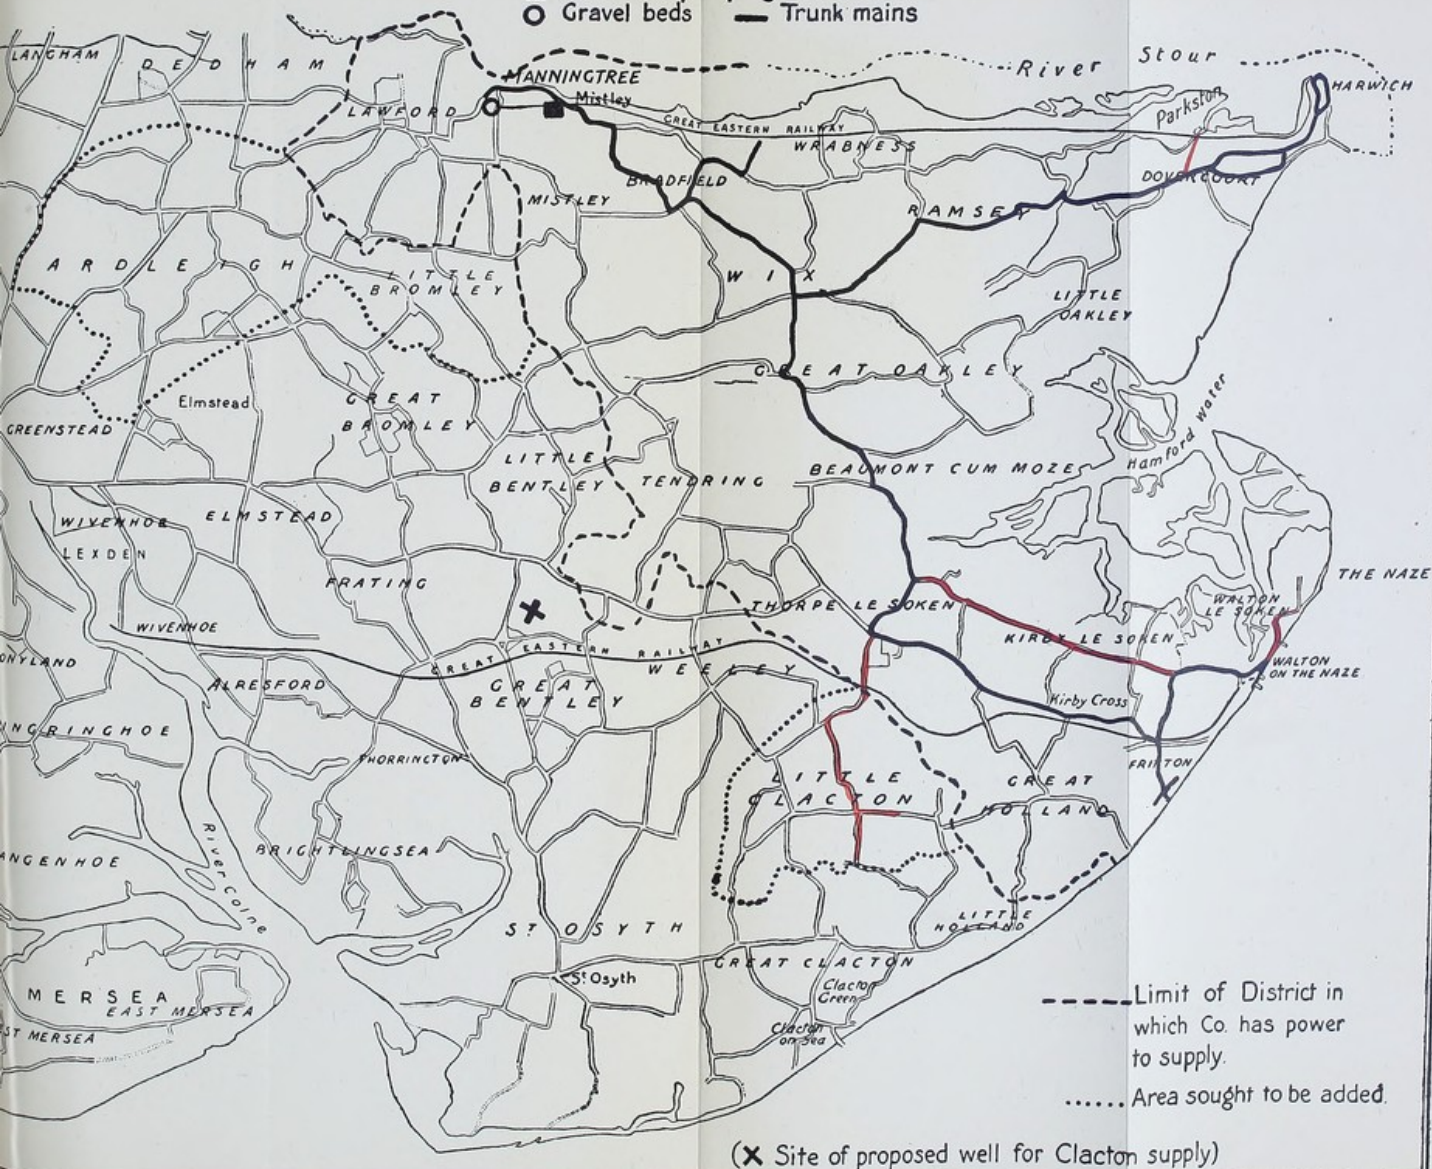 Gravel beds
Trunk mains
LANGHAM
DEDHAM
MANNINGTREE
River Stour
HARWICH
LAWFORD
Mistley
Parkston
GREAT EASTERN RAILWAY
WRABNESS
BRADFIELD
DOVERCOURT
MISTLEY
RAMSEY
ARDLEIGH
LITTLE
BROMLEY
WIX
LITTLE
OAKLEY
GREAT OAKLEY
Elmstead
GREAT
BROMLEY
GREENSTEAD
Hamford Water
LITTLE
BENTLEY
TENDRING
BEAUMONT CUM MOZE
WIVENHOE
ELMSTEAD
LEXDEN
FRATING
THE NAZE
WALTON
LE SOKEN
THORPE LE SOKEN
WIVENHOE
KIRBY LE SOKEN
GREAT EASTERN RAILWAY
ONYLAND
WEELEY
WALTON
ON THE NAZE
ALRESFORD
GREAT
BENTLEY
Kirby Cross
INGRINGHOE
THORRINGTON
FRINTON
LITTLE
CLACTON
GREAT
HOLLAND
River Colne
BRIGHTLINGSEA
ANGENHOE
LITTLE
HOLLAND
ST. OSYTH
GREAT CLACTON
St. Osyth
Clacton
Green
MERSEA
EAST MERSEA
ST MERSEA
Clacton
on Sea
Limit of District in
which Co. has power
to supply.
Area sought to be added.
(X Site of proposed well for Clacton supply)